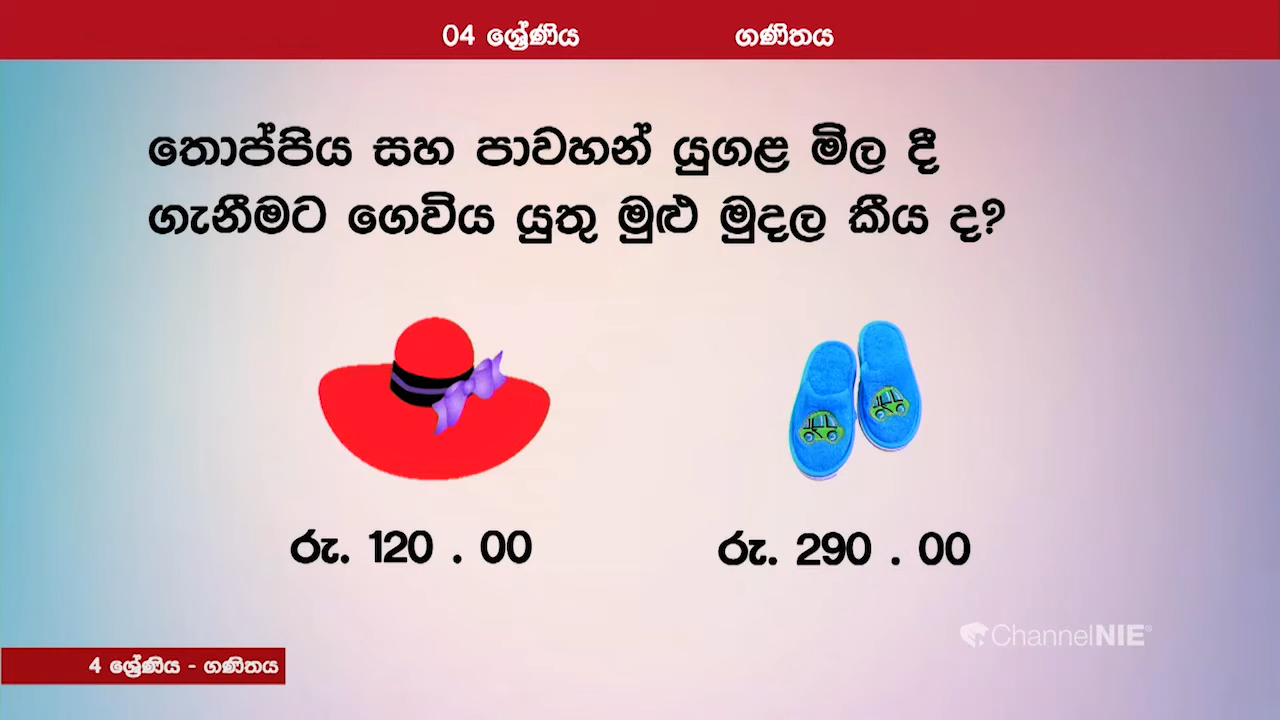 04 ශ්‍රේණිය ගණිතය
තොප්පිය සහ පාවහන් යුගළ මිල දී
ගැනීමට ගෙවිය යුතු මුළු මුදල කීය ද?
රු. 120 . 00 රු. 290 . 00
ChannelNIE
4 ශ්‍රේණිය - ගණිතය